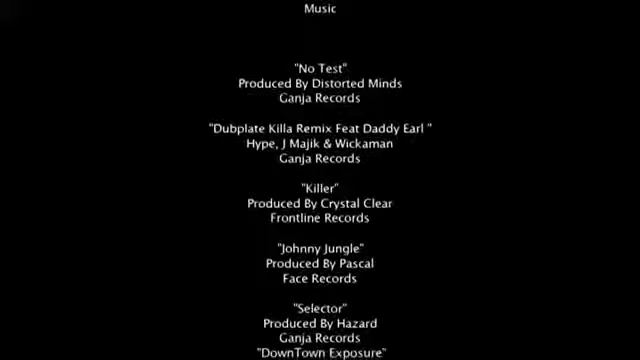 Music
"No Test"
Produced By Distorted Minds
Ganja Records
"Dubplate Killa Remix Feat Daddy Earl "
Hype, J Majik & Wickaman
Ganja Records
"Killer"
Produced By Crystal Clear
Frontline Records
"Johnny Jungle"
Produced By Pascal
Face Records
"Selector"
Produced By Hazard
Ganja Records
"DownTown Exposure"